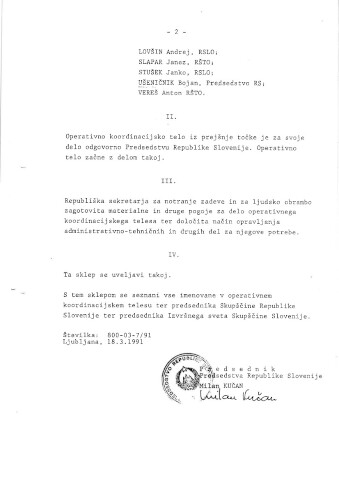 - 2 -
LOVŠIN Andrej, RSLO;
SLAPAR Janez, RŠTO;
STUŠEK Janko, RSLO;
UŠENIČNIK Bojan, Predsedstvo RS;
VEREŠ Anton RŠTO.
II.
Operativno koordinacijsko telo iz prejšnje točke je za svoje
delo odgovorno Predsedstvu Republike Slovenije. Operativno
telo začne z delom takoj.
III.
Republiška sekretarja za notranje zadeve in za ljudsko obrambo
zagotovita materialne in druge pogoje za delo operativnega
koordinacijskega telesa ter določita način opravljanja
administrativno-tehničnih in drugih del za njegove potrebe.
IV.
Ta sklep se uveljavi takoj.
S tem sklepom se seznani vse imenovane v operativnem
koordinacijskem telesu ter predsednika Skupščine Republike
Slovenije ter predsednika Izvršnega sveta Skupščine Slovenije.
Številka: 800-03-7/91
Ljubljana, 18.3.1991
P r e d s e d n i k
Predsedstva Republike Slovenije
Milan KUČAN
Milan Kučan